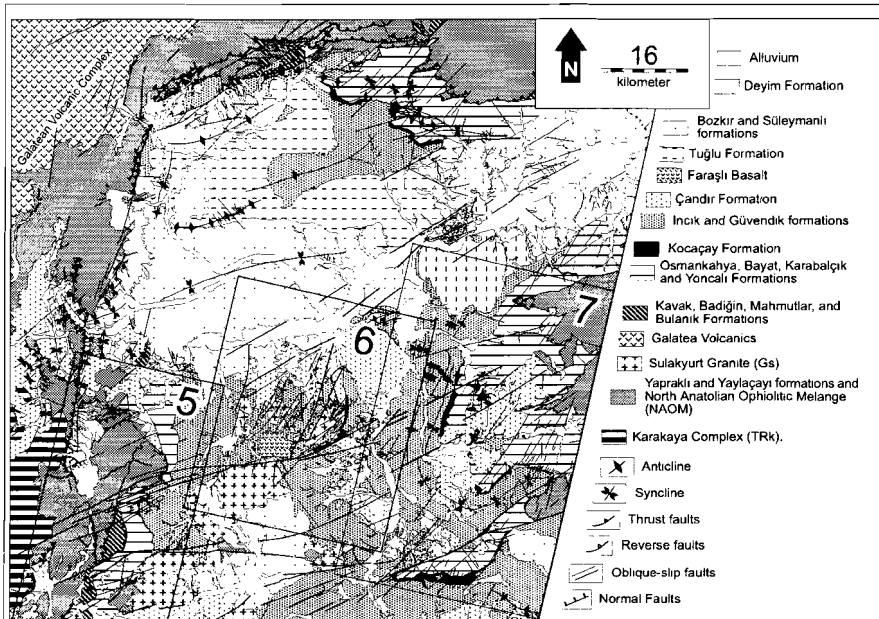 Galatean Volcanic Complex
N
16
kilometer
5
6
7
Alluvium
Deyim Formation
Bozkır and Süleymanlı
formations
Tuğlu Formation
Faraşlı Basalt
Çandır Formation
Incık and Güvendık formations
Kocaçay Formation
Osmankahya, Bayat, Karabalçık
and Yoncalı Formations
Kavak, Badiğin, Mahmutlar, and
Bulanık Formations
Galatea Volcanics
Sulakyurt Granite (Gs)
Yapraklı and Yaylaçayı formations and
North Anatolian Ophiolitic Melange
(NAOM)
Karakaya Complex (TRk).
Anticline
Syncline
Thrust faults
Reverse faults
Oblique-slip faults
Normal Faults